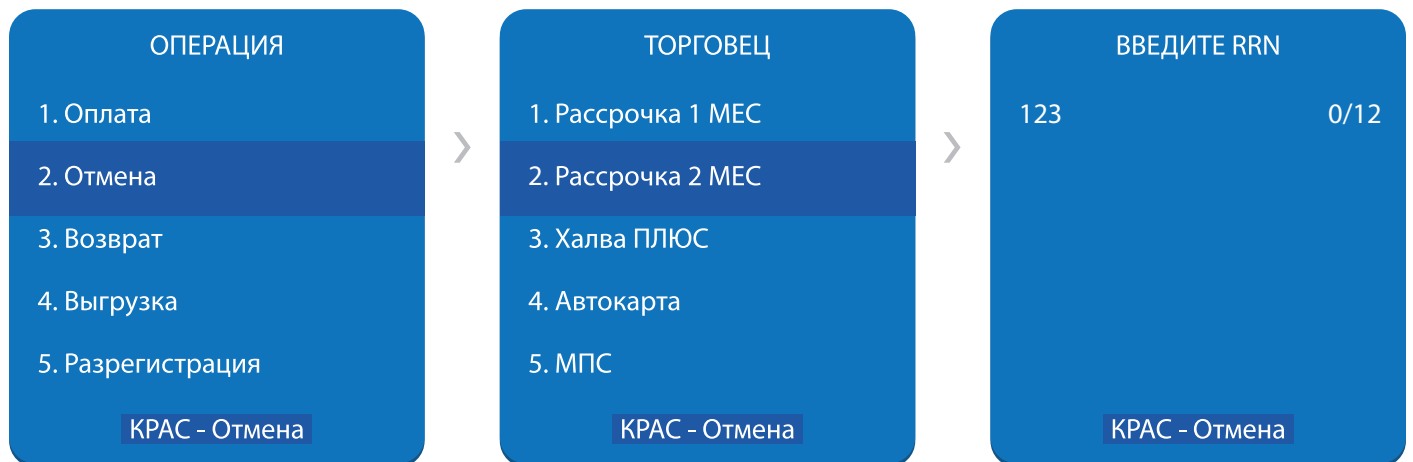 ОПЕРАЦИЯ
1. Оплата
2. Отмена
3. Возврат
4. Выгрузка
5. Разрегистрация
КРАС - Отмена
ТОРГОВЕЦ
1. Рассрочка 1 МЕС
2. Рассрочка 2 МЕС
3. Халва ПЛЮС
4. Автокарта
5. МПС
КРАС - Отмена
ВВЕДИТЕ RRN
123 0/12
КРАС - Отмена